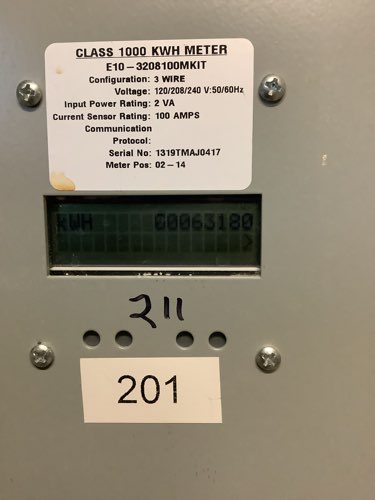 CLASS 1000 KWH METER
E10-3208100MKIT
Configuration: 3 WIRE
Voltage: 120/208/240 V:50/60Hz
Input Power Rating: 2 VA
Current Sensor Rating: 100 AMPS
Communication
Protocol:
Serial No: 1319TMAJ0417
Meter Pos: 02-14
KWH 00063180
>
211
201